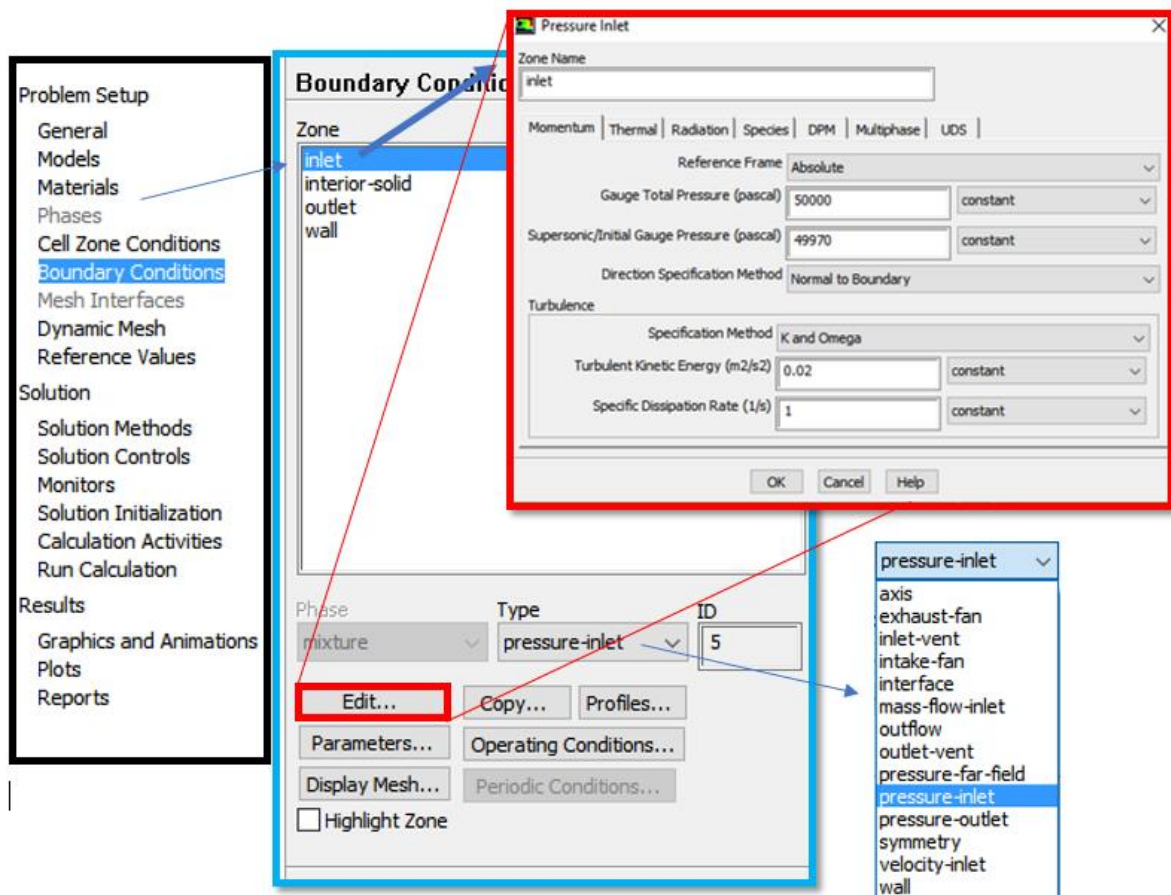 Problem Setup
General
Models
Materials
Phases
Cell Zone Conditions
Boundary Conditions
Mesh Interfaces
Dynamic Mesh
Reference Values
Solution
Solution Methods
Solution Controls
Monitors
Solution Initialization
Calculation Activities
Run Calculation
Results
Graphics and Animations
Plots
Reports
Boundary Conditio
Zone
inlet
interior-solid
outlet
wall
Phase Type ID
mixture pressure-inlet 5
Edit... Copy... Profiles...
Parameters... Operating Conditions...
Display Mesh... Periodic Conditions...
Highlight Zone
Pressure Inlet
Zone Name
inlet
Momentum Thermal Radiation Species DPM Multiphase UDS
Reference Frame Absolute
Gauge Total Pressure (pascal) 50000 constant
Supersonic/Initial Gauge Pressure (pascal) 49970 constant
Direction Specification Method Normal to Boundary
Turbulence
Specification Method K and Omega
Turbulent Kinetic Energy (m2/s2) 0.02 constant
Specific Dissipation Rate (1/s) 1 constant
OK Cancel Help
pressure-inlet
axis
exhaust-fan
inlet-vent
intake-fan
interface
mass-flow-inlet
outflow
outlet-vent
pressure-far-field
pressure-inlet
pressure-outlet
symmetry
velocity-inlet
wall